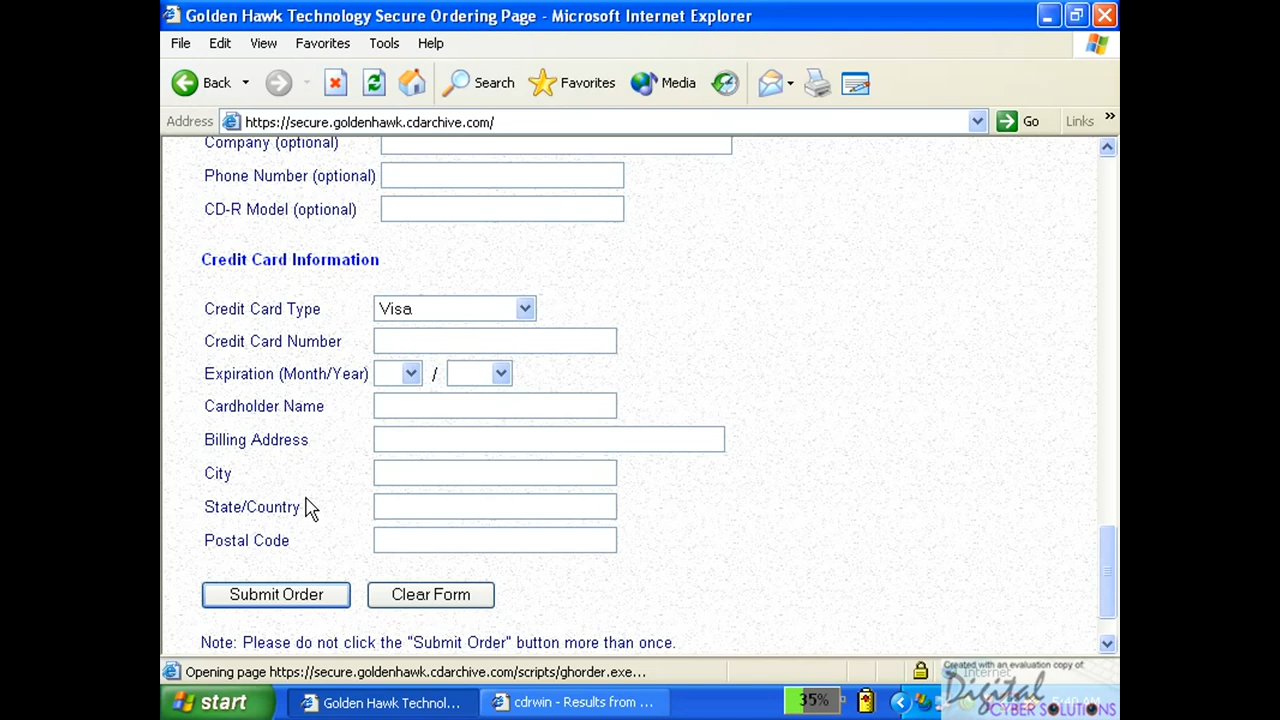 Golden Hawk Technology Secure Ordering Page - Microsoft Internet Explorer
File Edit View Favorites Tools Help
Back Search Favorites Media
Address https://secure.goldenhawk.cdarchive.com/ Go Links »
Company (optional)
Phone Number (optional)
CD-R Model (optional)
Credit Card Information
Credit Card Type Visa
Credit Card Number
Expiration (Month/Year) /
Cardholder Name
Billing Address
City
State/Country
Postal Code
Submit Order Clear Form
Note: Please do not click the "Submit Order" button more than once.
Opening page https://secure.goldenhawk.cdarchive.com/scripts/ghorder.exe... Internet
Created with an evaluation copy of
start Golden Hawk Technol... cdrwin - Results from ... 35%
Digital
CYBER SOLUTIONS